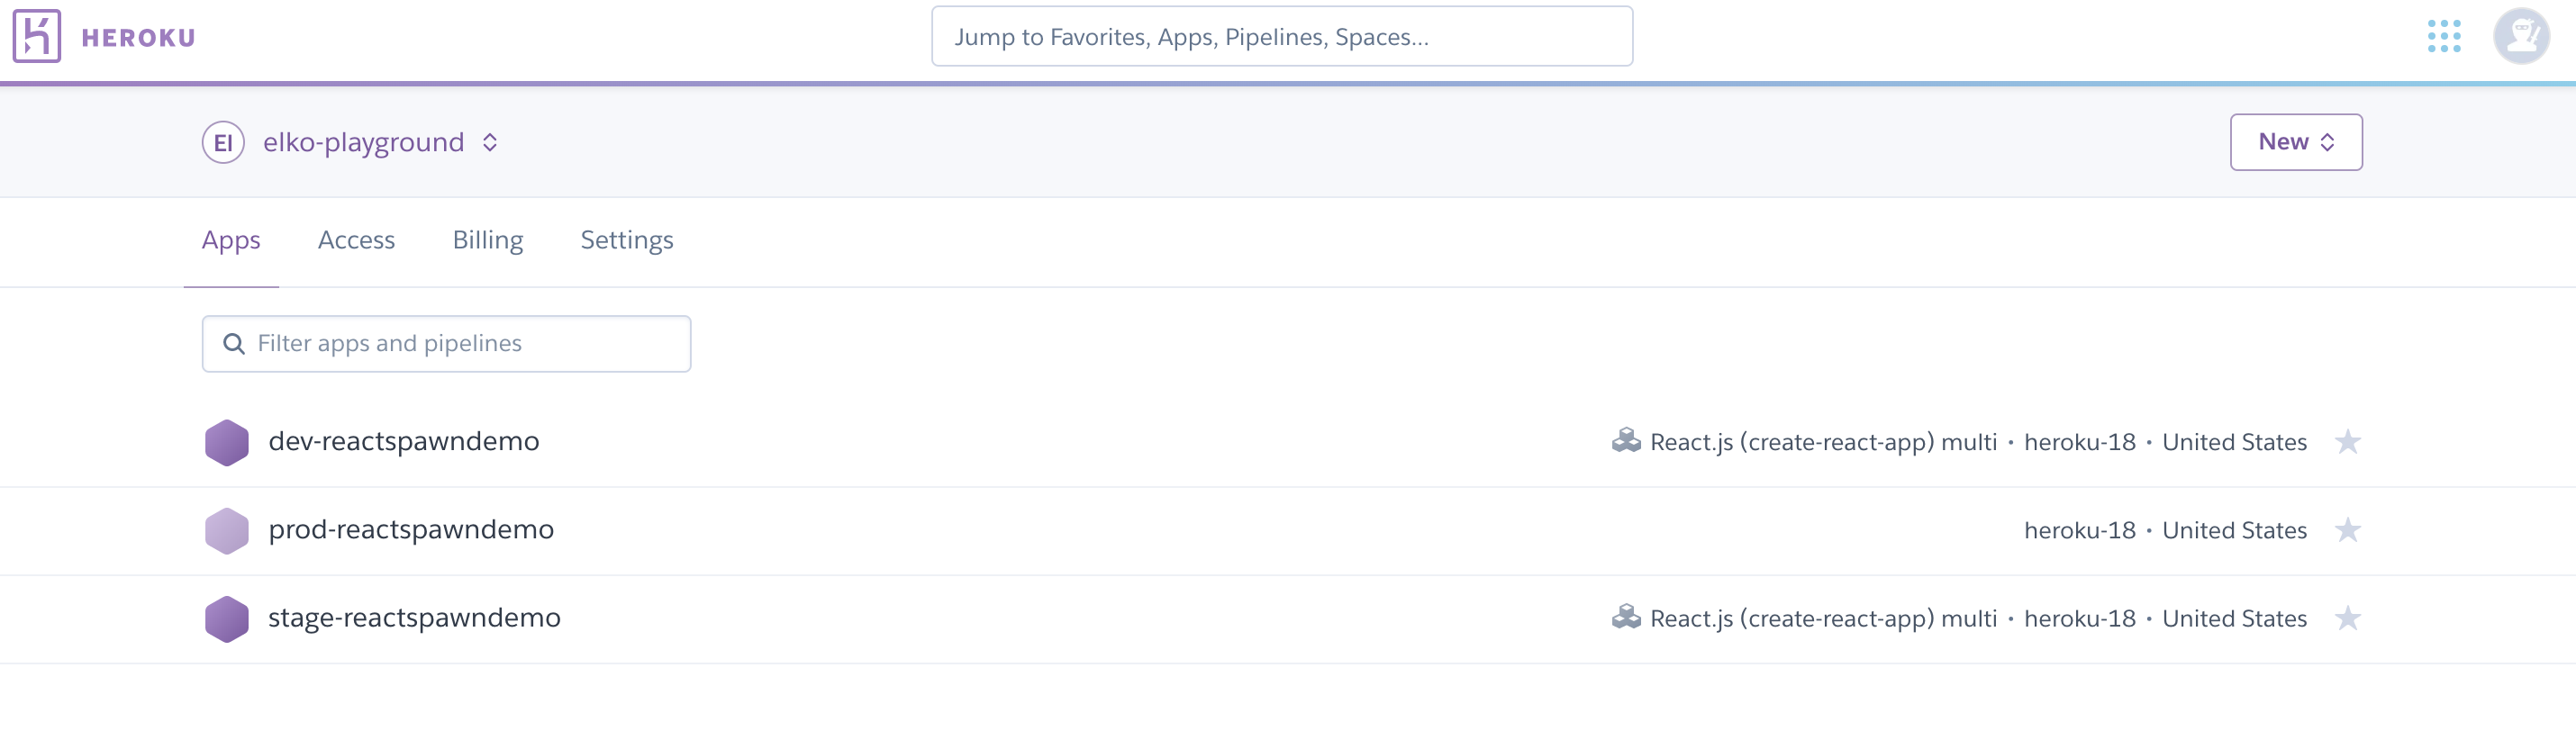 HEROKU
Jump to Favorites, Apps, Pipelines, Spaces...
El elko-playground
New
Apps Access Billing Settings
Filter apps and pipelines
dev-reactspawndemo React.js (create-react-app) multi • heroku-18 • United States
prod-reactspawndemo heroku-18 • United States
stage-reactspawndemo React.js (create-react-app) multi • heroku-18 • United States